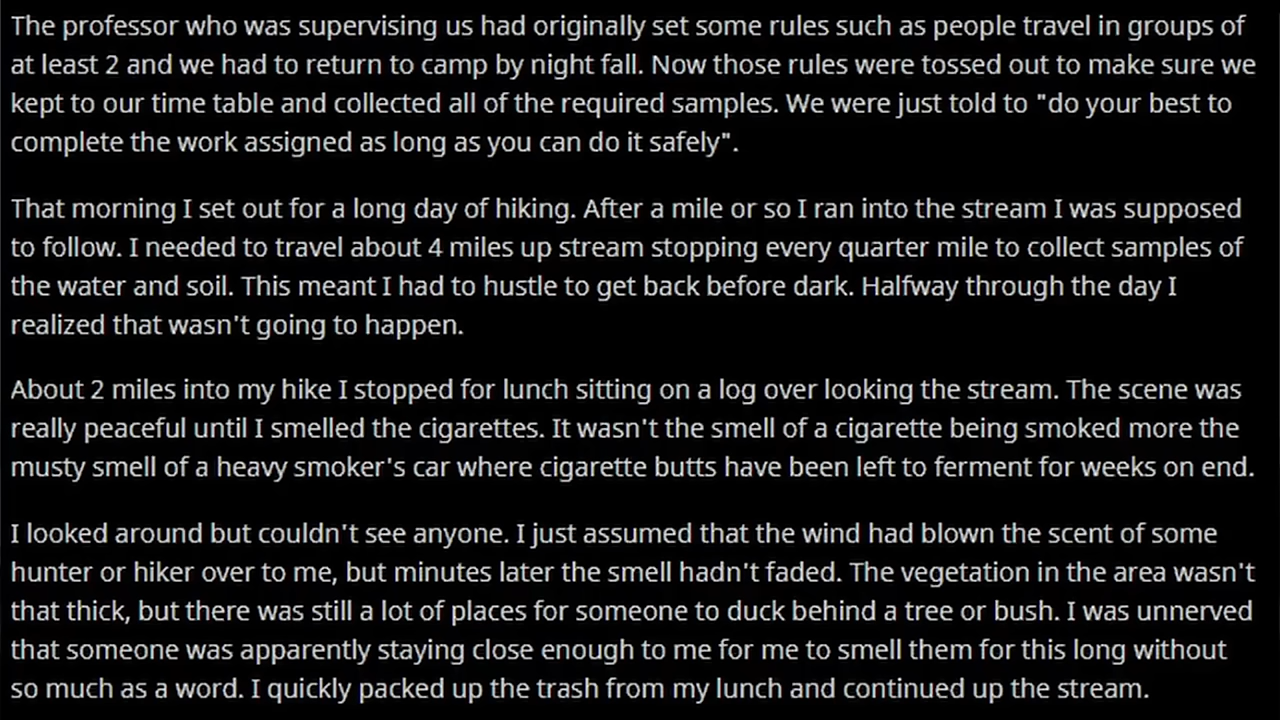 The professor who was supervising us had originally set some rules such as people travel in groups of
at least 2 and we had to return to camp by night fall. Now those rules were tossed out to make sure we
kept to our time table and collected all of the required samples. We were just told to "do your best to
complete the work assigned as long as you can do it safely".
That morning I set out for a long day of hiking. After a mile or so I ran into the stream I was supposed
to follow. I needed to travel about 4 miles up stream stopping every quarter mile to collect samples of
the water and soil. This meant I had to hustle to get back before dark. Halfway through the day I
realized that wasn't going to happen.
About 2 miles into my hike I stopped for lunch sitting on a log over looking the stream. The scene was
really peaceful until I smelled the cigarettes. It wasn't the smell of a cigarette being smoked more the
musty smell of a heavy smoker's car where cigarette butts have been left to ferment for weeks on end.
I looked around but couldn't see anyone. I just assumed that the wind had blown the scent of some
hunter or hiker over to me, but minutes later the smell hadn't faded. The vegetation in the area wasn't
that thick, but there was still a lot of places for someone to duck behind a tree or bush. I was unnerved
that someone was apparently staying close enough to me for me to smell them for this long without
so much as a word. I quickly packed up the trash from my lunch and continued up the stream.